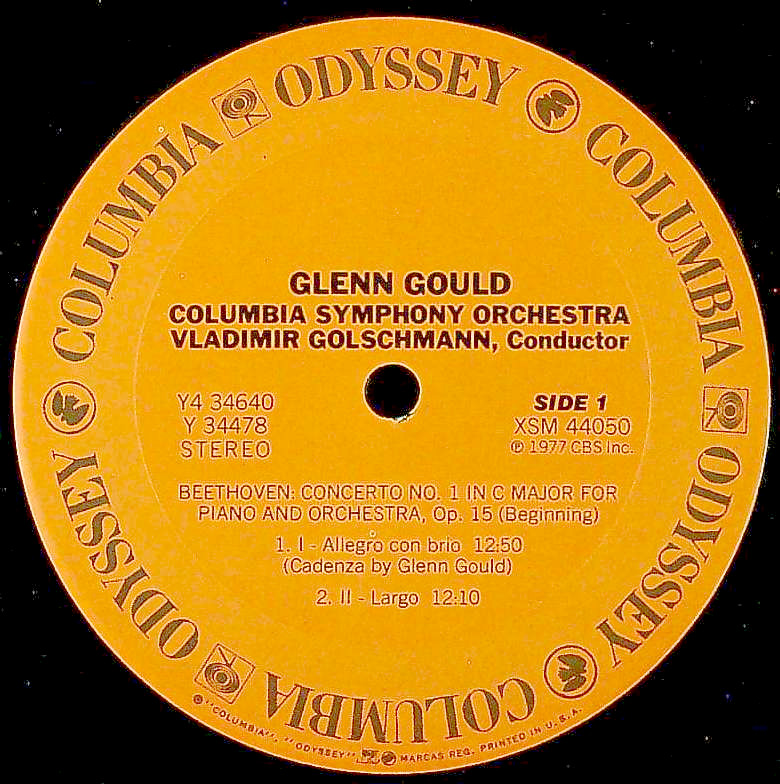 ODYSSEY
COLUMBIA
ODYSSEY
COLUMBIA
ODYSSEY
COLUMBIA
GLENN GOULD
COLUMBIA SYMPHONY ORCHESTRA
VLADIMIR GOLSCHMANN, Conductor
Y4 34640
Y 34478
STEREO
SIDE 1
XSM 44050
℗ 1977 CBS Inc.
BEETHOVEN: CONCERTO NO. 1 IN C MAJOR FOR
PIANO AND ORCHESTRA, Op. 15 (Beginning)
1. I - Allegro con brio 12:50
(Cadenza by Glenn Gould)
2. II - Largo 12:10
® "COLUMBIA", "ODYSSEY" MARCAS REG. PRINTED IN U.S.A.